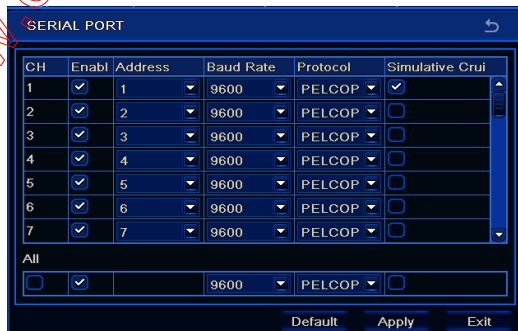 SERIAL PORT
CH Enabl Address Baud Rate Protocol Simulative Crui
1 1 9600 PELCOP
2 2 9600 PELCOP
3 3 9600 PELCOP
4 4 9600 PELCOP
5 5 9600 PELCOP
6 6 9600 PELCOP
7 7 9600 PELCOP
All
9600 PELCOP
Default Apply Exit